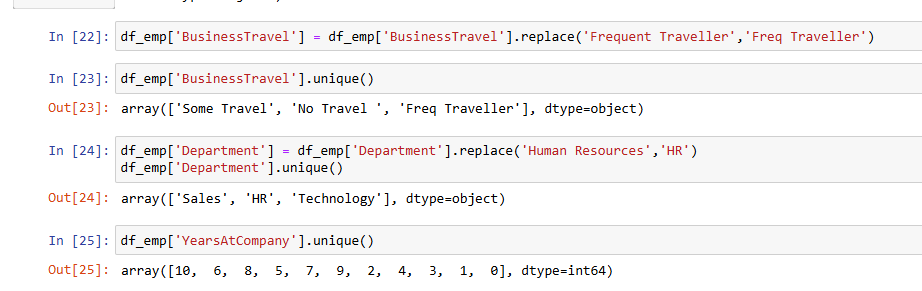 In [22]: df_emp['BusinessTravel'] = df_emp['BusinessTravel'].replace('Frequent Traveller','Freq Traveller')
In [23]: df_emp['BusinessTravel'].unique()
Out[23]: array(['Some Travel', 'No Travel ', 'Freq Traveller'], dtype=object)
In [24]: df_emp['Department'] = df_emp['Department'].replace('Human Resources','HR')
df_emp['Department'].unique()
Out[24]: array(['Sales', 'HR', 'Technology'], dtype=object)
In [25]: df_emp['YearsAtCompany'].unique()
Out[25]: array([10,  6,  8,  5,  7,  9,  2,  4,  3,  1,  0], dtype=int64)